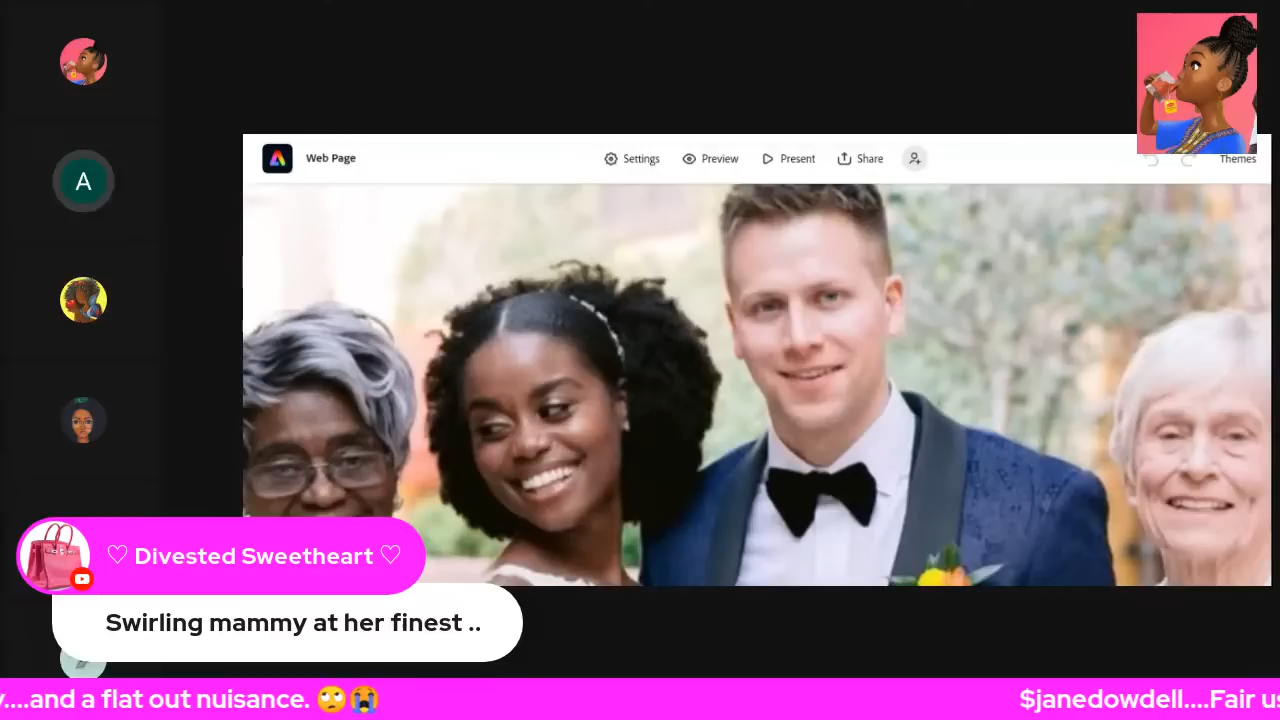 Web Page
Settings
Preview
Present
Share
Themes
A
♡ Divested Sweetheart ♡
Swirling mammy at her finest ..
....and a flat out nuisance. 🙄😭
$janedowdell....Fair